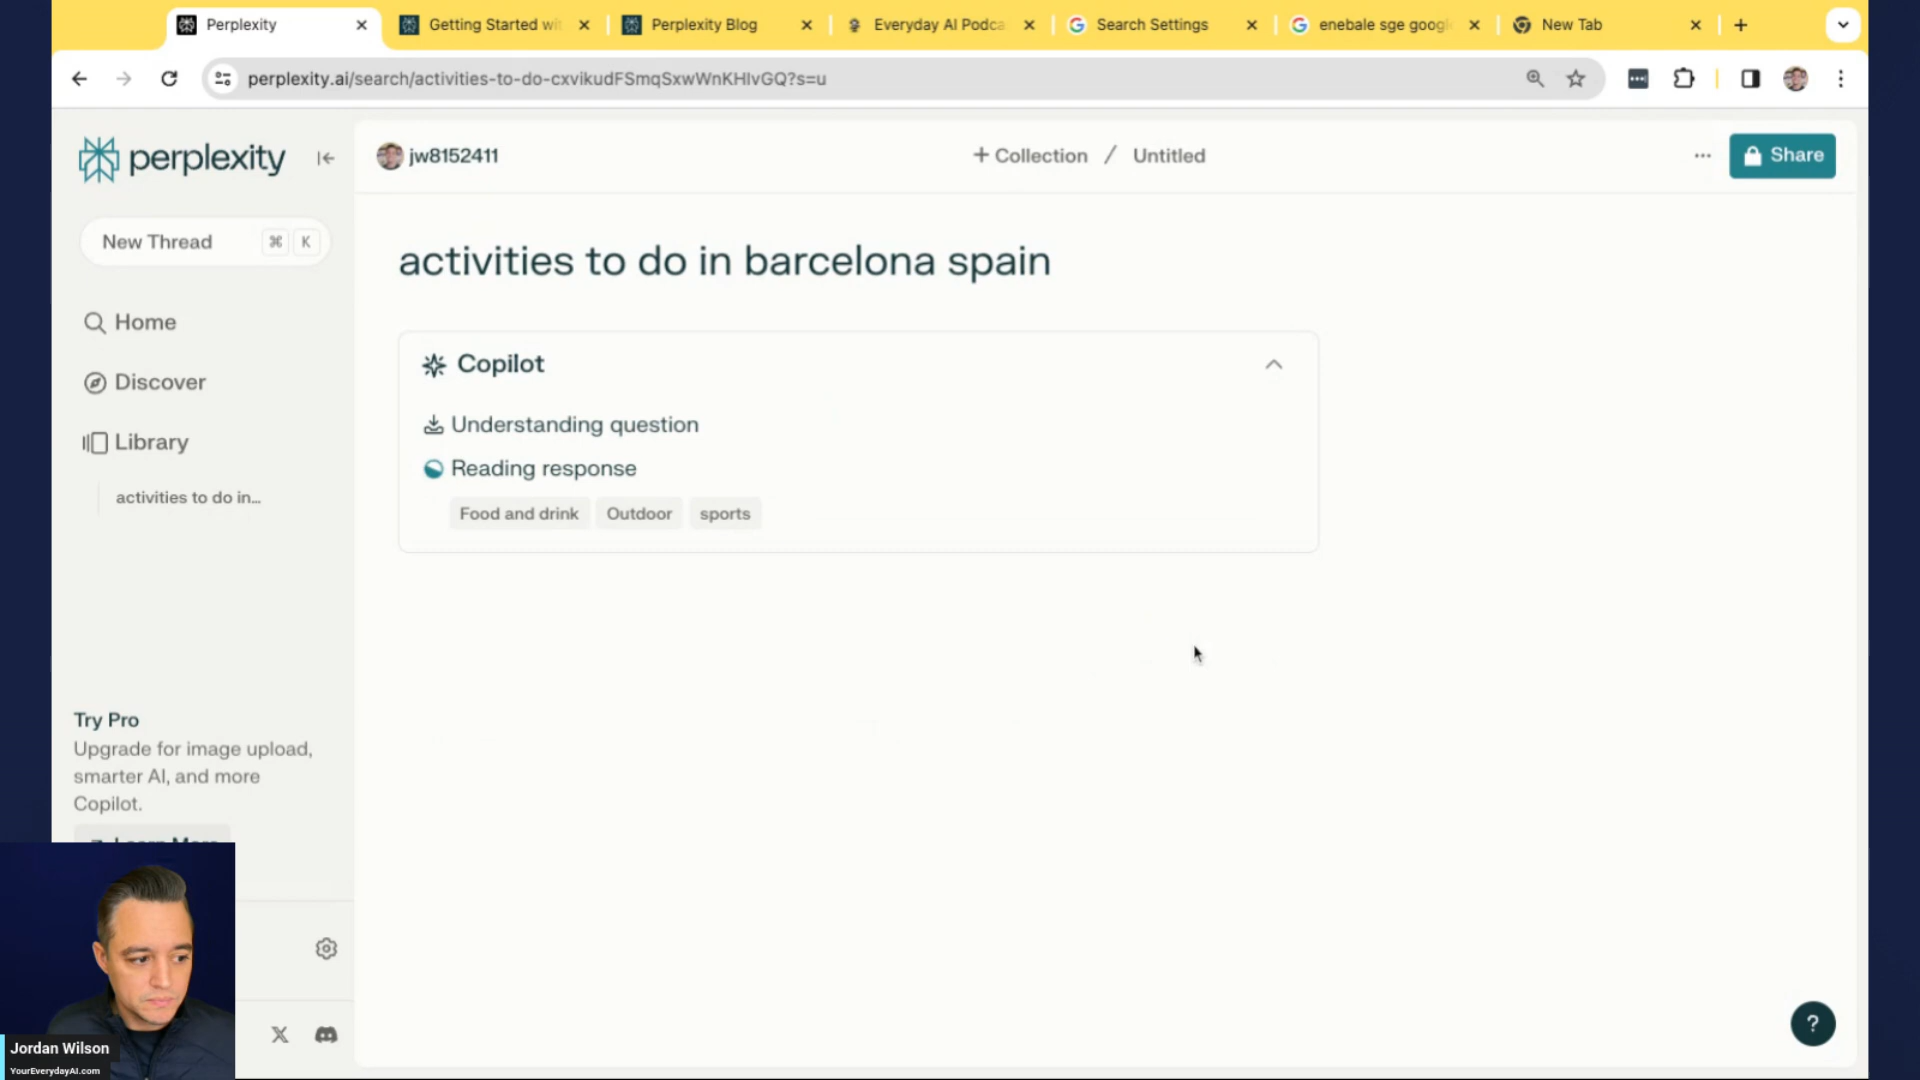 Perplexity
Getting Started wi
Perplexity Blog
Everyday AI Podca
Search Settings
enebale sge googl
New Tab
perplexity.ai/search/activities-to-do-cxvikudFSmqSxwWnKHIvGQ?s=u
perplexity
jw8152411
+ Collection / Untitled
Share
New Thread ⌘ K
Home
Discover
Library
activities to do in...
activities to do in barcelona spain
Copilot
Understanding question
Reading response
Food and drink
Outdoor
sports
Try Pro
Upgrade for image upload,
smarter AI, and more
Copilot.
Learn More
Jordan Wilson
YourEverydayAI.com
?